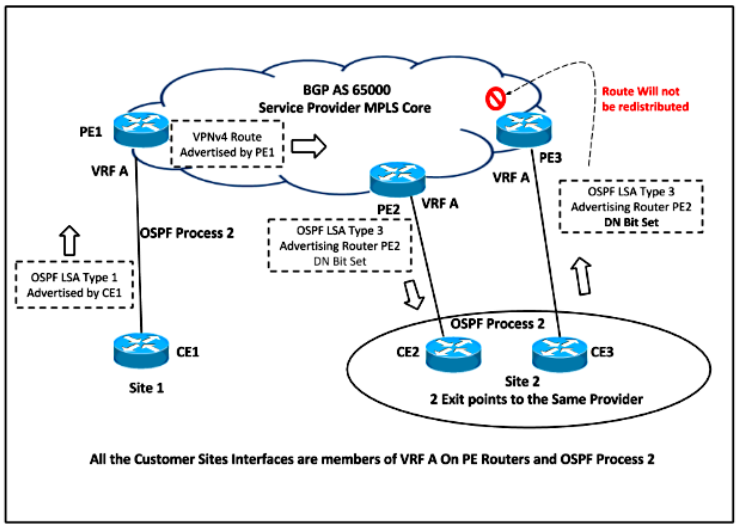 BGP AS 65000
Service Provider MPLS Core
Route Will not
be redistributed
PE1
VPNv4 Route
Advertised by PE1
PE3
VRF A
VRF A
PE2
VRF A
OSPF LSA Type 3
Advertising Router PE2
DN Bit Set
OSPF Process 2
OSPF LSA Type 3
Advertising Router PE2
DN Bit Set
OSPF LSA Type 1
Advertised by CE1
OSPF Process 2
CE1
CE2
CE3
Site 1
Site 2
2 Exit points to the Same Provider
All the Customer Sites Interfaces are members of VRF A On PE Routers and OSPF Process 2